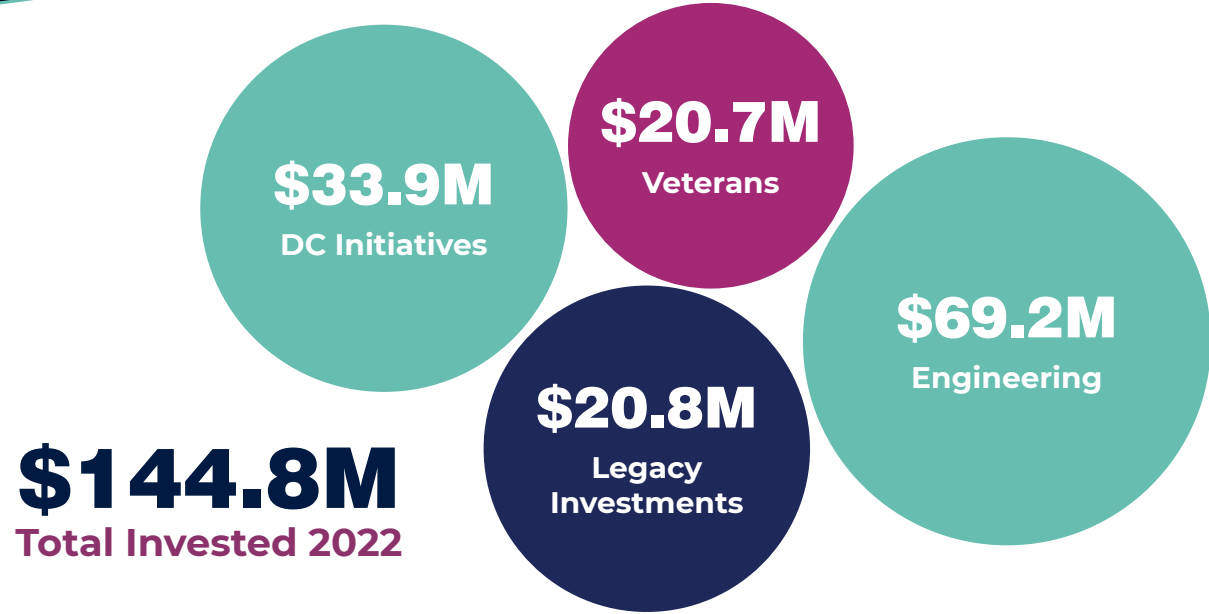 $33.9M
DC Initiatives
$20.7M
Veterans
$69.2M
Engineering
$20.8M
Legacy
Investments
$144.8M
Total Invested 2022